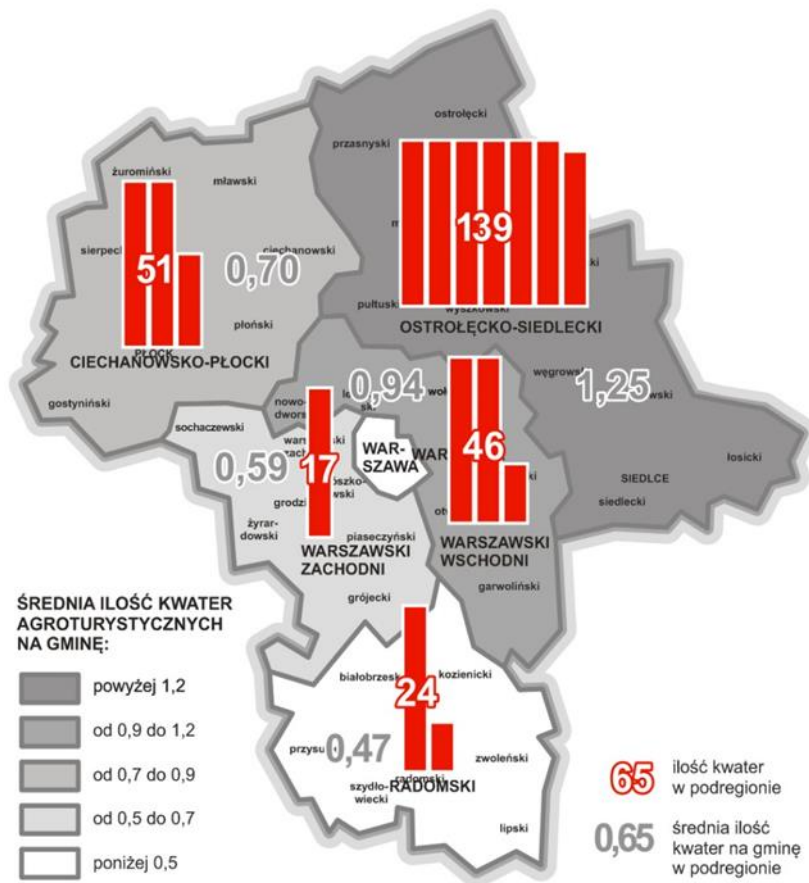 ostrołęcki
przasnyski
żuromiński
mławski
139
51
ciechanowski
0,70
pułtuski
wyszkowski
płoński
OSTROŁĘCKO-SIEDLECKI
PŁOCK
CIECHANOWSKO-PŁOCKI
0,94
1,25
gostyniński
nowo-
dwors
sochaczewski
WAR-
SZAWA
46
0,59
17
łosicki
SIEDLCE
siedlecki
żyrar-
dowski
piaseczyński
WARSZAWSKI
ZACHODNI
WARSZAWSKI
WSCHODNI
garwoliński
grójecki
ŚREDNIA ILOŚĆ KWATER
AGROTURYSTYCZNYCH
NA GMINĘ:
powyżej 1,2
od 0,9 do 1,2
od 0,7 do 0,9
od 0,5 do 0,7
poniżej 0,5
białobrzesk
kozienicki
24
0,47
zwoleński
radomski
RADOMSKI
szydło-
wiecki
lipski
65
ilość kwater
w podregionie
0,65
średnia ilość
kwater na gminę
w podregionie